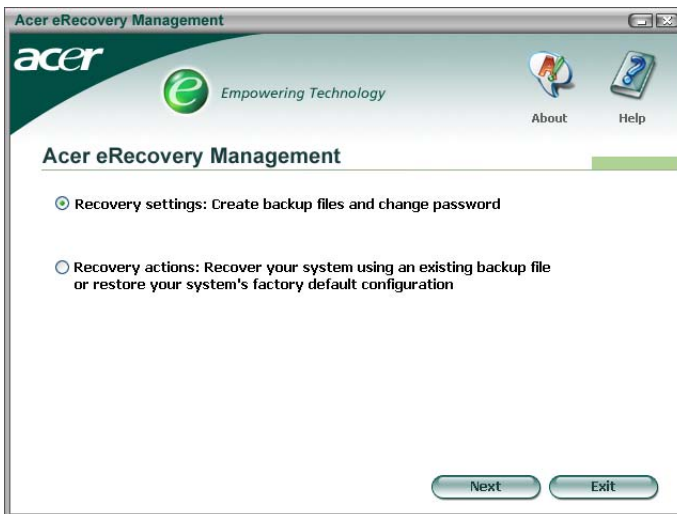 Acer eRecovery Management
acer
e Empowering Technology
About
Help
Acer eRecovery Management
Recovery settings: Create backup files and change password
Recovery actions: Recover your system using an existing backup file
or restore your system's factory default configuration
Next
Exit